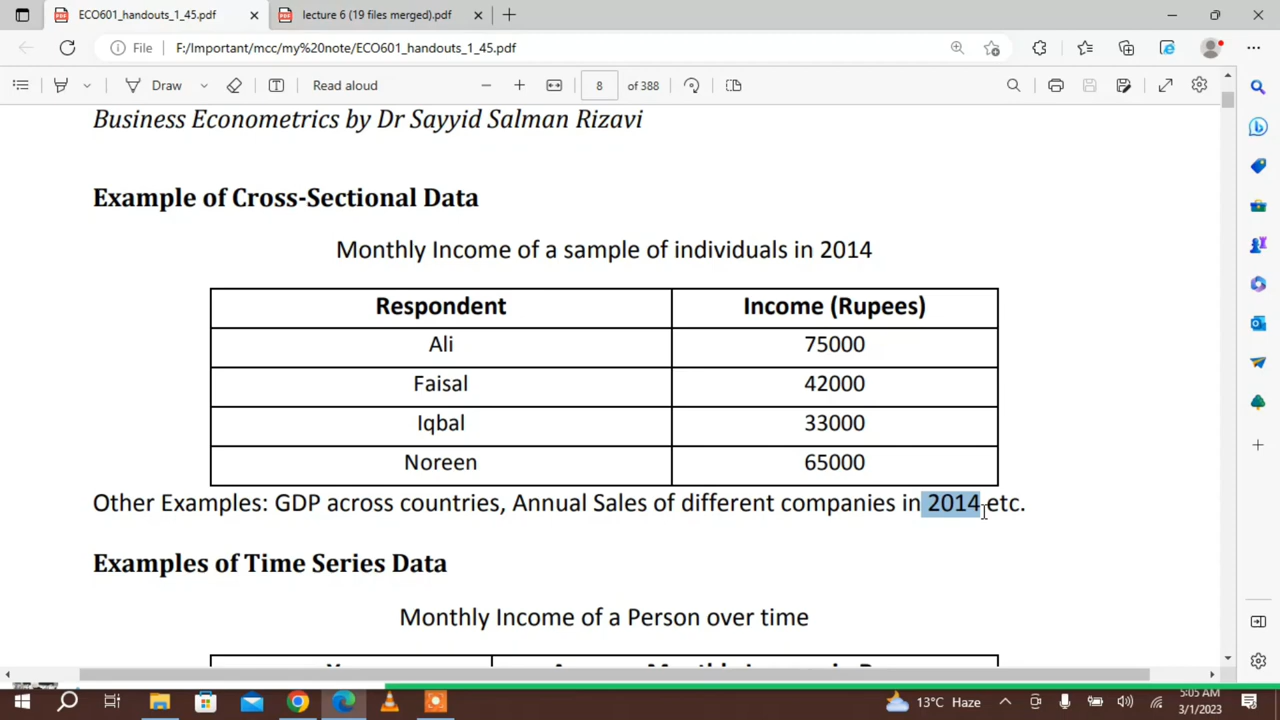 ECO601_handouts_1_45.pdf
lecture 6 (19 files merged).pdf
File
F:/Important/mcc/my%20note/ECO601_handouts_1_45.pdf
Draw
Read aloud
8
of 388
Business Econometrics by Dr Sayyid Salman Rizavi
Example of Cross-Sectional Data
Monthly Income of a sample of individuals in 2014
Respondent Income (Rupees)
Ali 75000
Faisal 42000
Iqbal 33000
Noreen 65000
Other Examples: GDP across countries, Annual Sales of different companies in 2014 etc.
Examples of Time Series Data
Monthly Income of a Person over time
13°C Haze
5:05 AM
3/1/2023